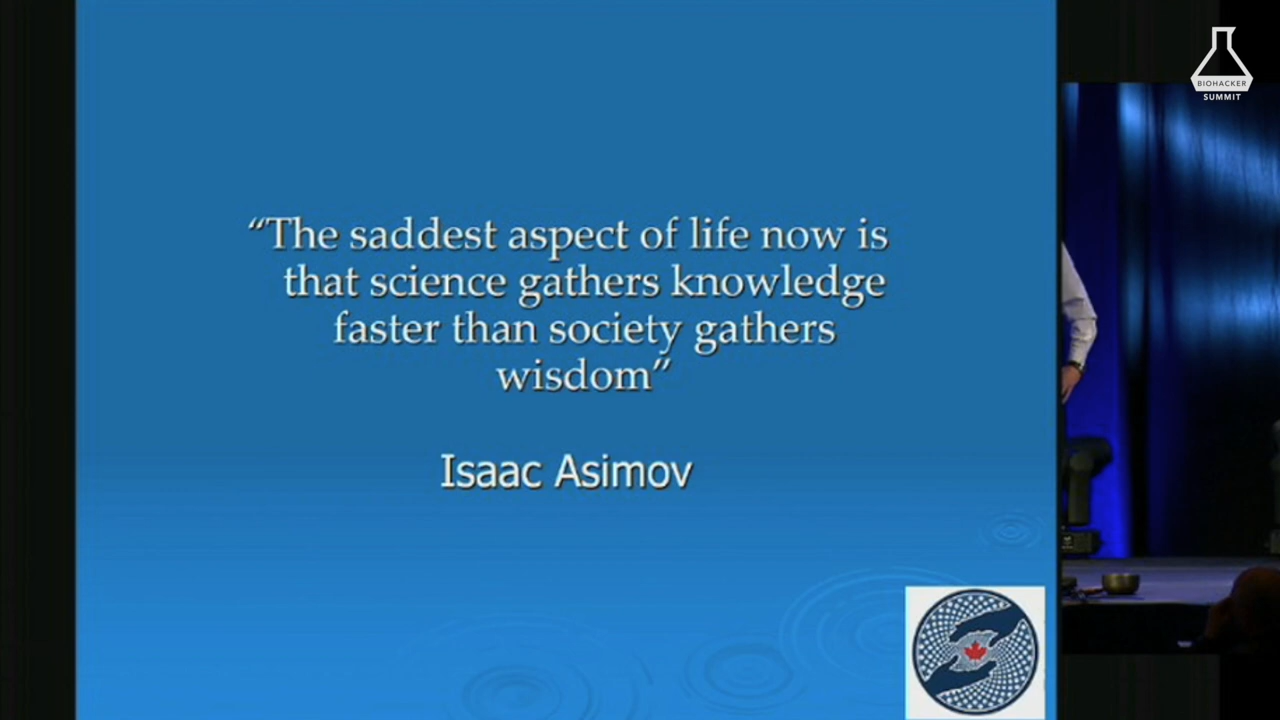 “The saddest aspect of life now is
that science gathers knowledge
faster than society gathers
wisdom”
Isaac Asimov
BIOHACKER
SUMMIT